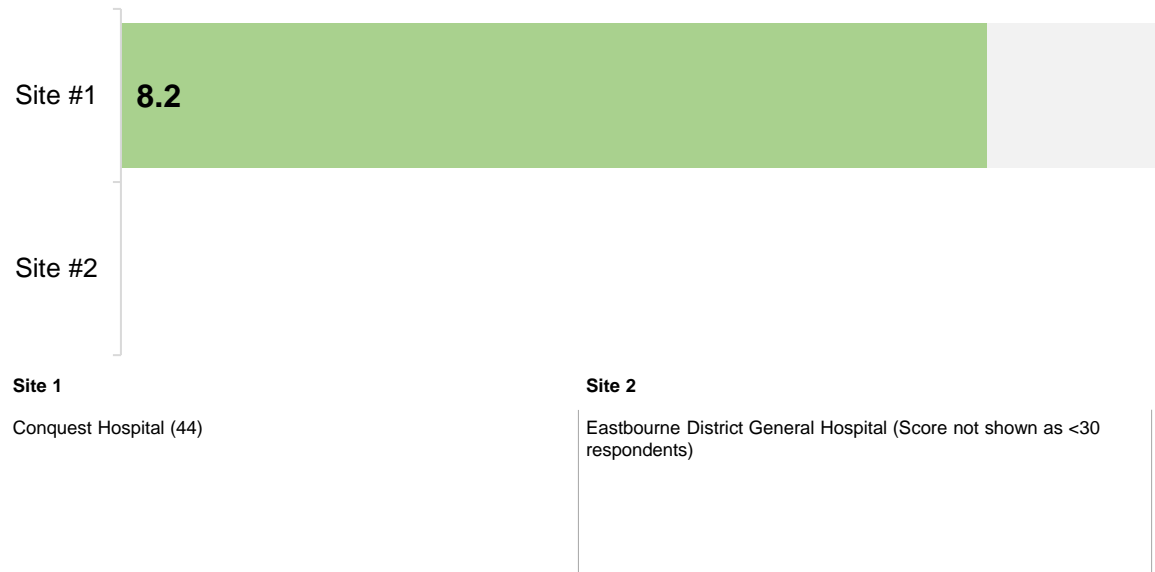 Site #1
8.2
Site #2
Site 1
Site 2
Conquest Hospital (44)
Eastbourne District General Hospital (Score not shown as <30
respondents)